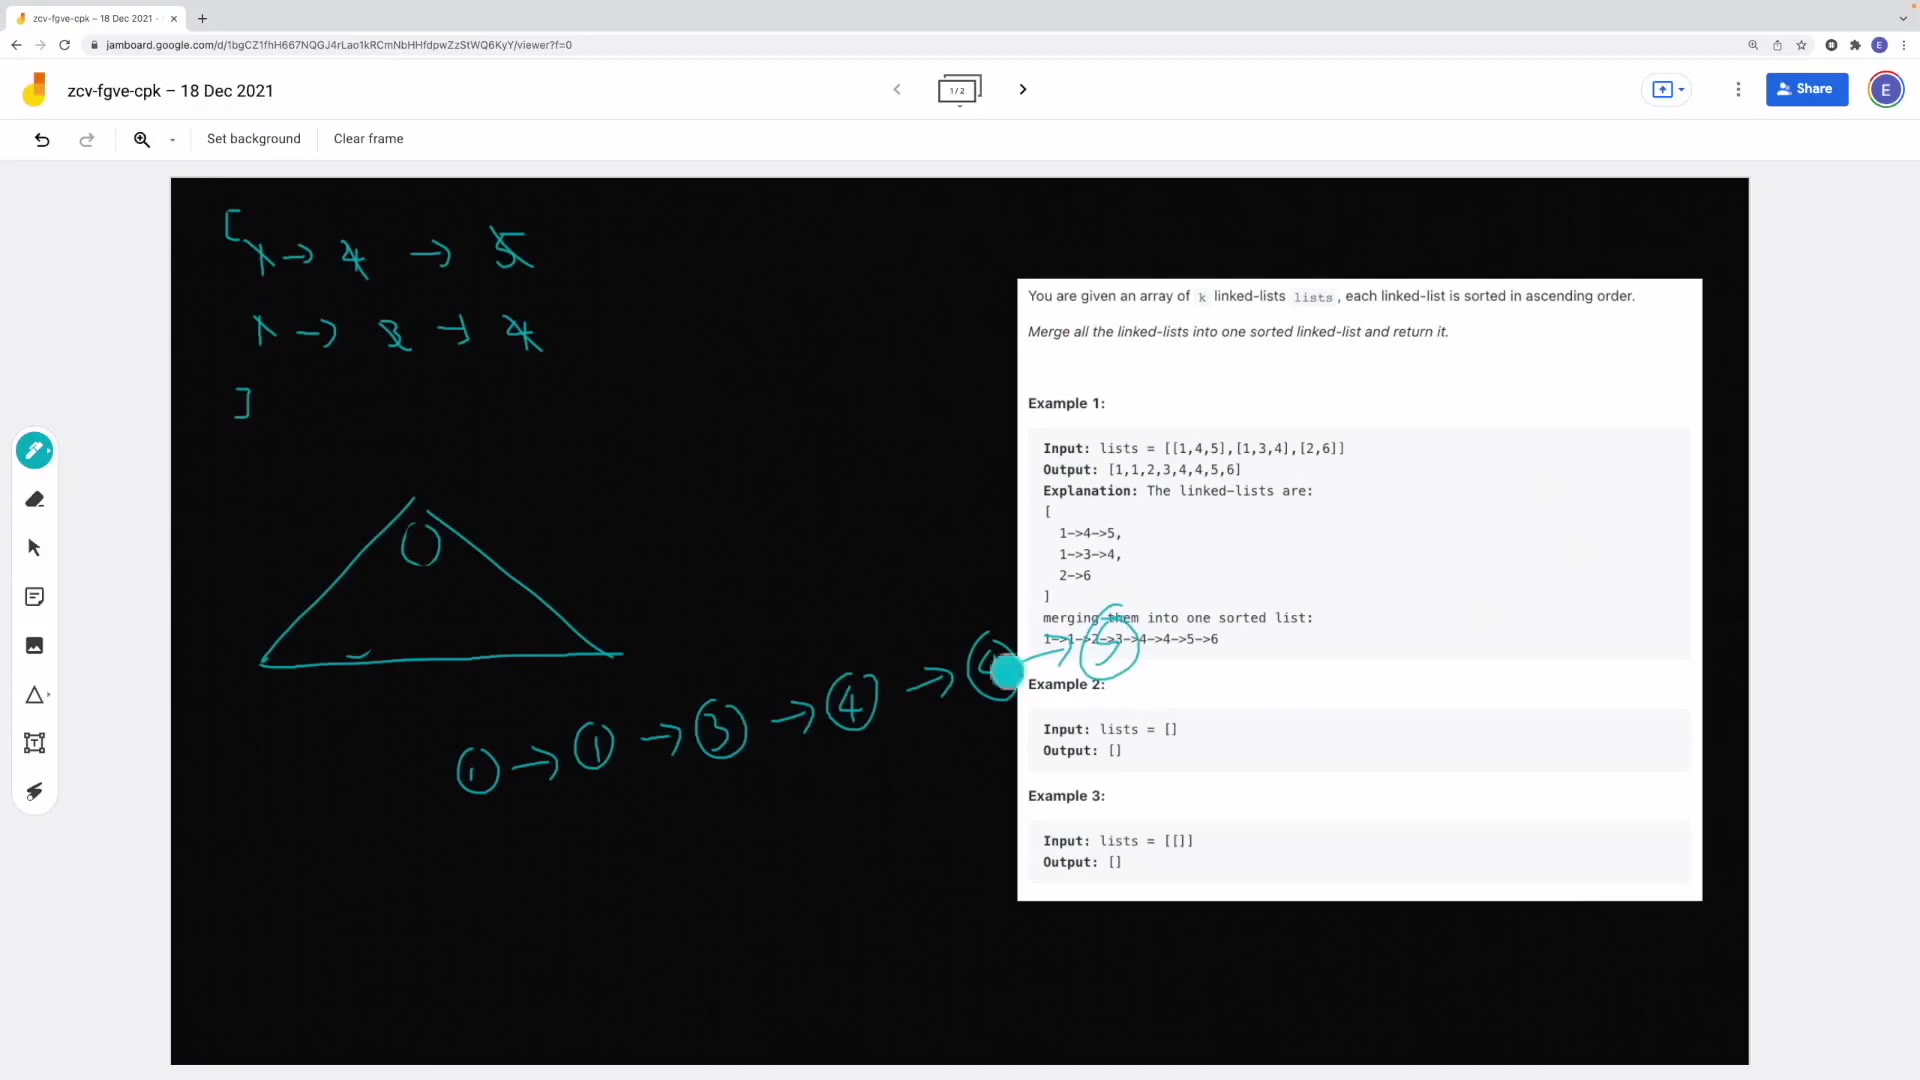 zcv-fgve-cpk – 18 Dec 2021 -
jamboard.google.com/d/1bgCZ1fhH667NQGJ4rLao1kRCmNbHHfdpwZzStWQ6KyY/viewer?f=0
E
zcv-fgve-cpk – 18 Dec 2021
1 / 2
Share
E
Set background
Clear frame
[
1 -> 4 -> 5
1 -> 3 -> 4
]
1 -> 1 -> 3 -> 4 -> 4 -> 5
You are given an array of k linked-lists lists, each linked-list is sorted in ascending order.
Merge all the linked-lists into one sorted linked-list and return it.
Example 1:
Input: lists = [[1,4,5],[1,3,4],[2,6]]
Output: [1,1,2,3,4,4,5,6]
Explanation: The linked-lists are:
[
1->4->5,
1->3->4,
2->6
]
merging them into one sorted list:
1->1->2->3->4->4->5->6
Example 2:
Input: lists = []
Output: []
Example 3:
Input: lists = [[]]
Output: []